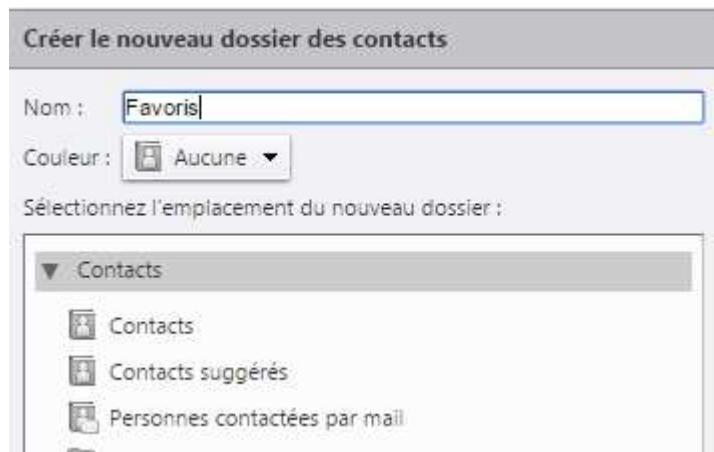 Créer le nouveau dossier des contacts
Nom : Favoris
Couleur : Aucune
Sélectionnez l'emplacement du nouveau dossier :
Contacts
Contacts
Contacts suggérés
Personnes contactées par mail